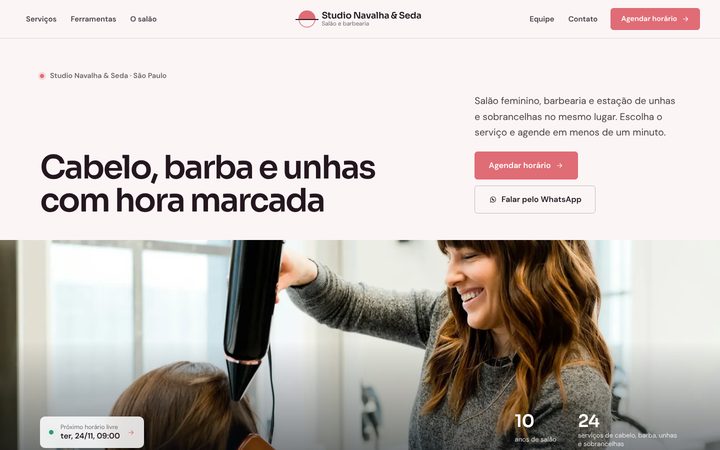 Serviços
Ferramentas
O salão
Studio Navalha & Seda
Salão e barbearia
Equipe
Contato
Agendar horário →
Studio Navalha & Seda · São Paulo
Salão feminino, barbearia e estação de unhas
e sobrancelhas no mesmo lugar. Escolha o
serviço e agende em menos de um minuto.
Cabelo, barba e unhas
com hora marcada
Agendar horário →
Falar pelo WhatsApp
Próximo horário livre
ter, 24/11, 09:00 →
10
anos de salão
24
serviços de cabelo, barba, unhas
e sobrancelhas